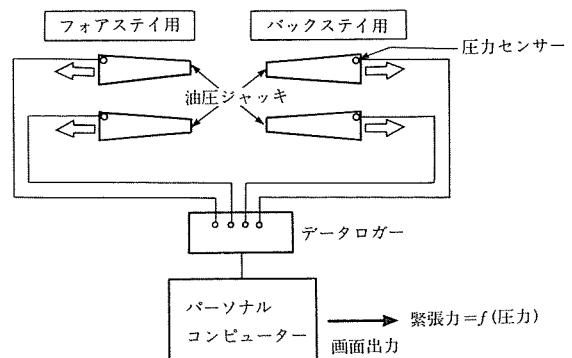 フォアステイ用
バックステイ用
圧力センサー
油圧ジャッキ
データロガー
パーソナル
コンピューター
緊張力=f(圧力)
画面出力